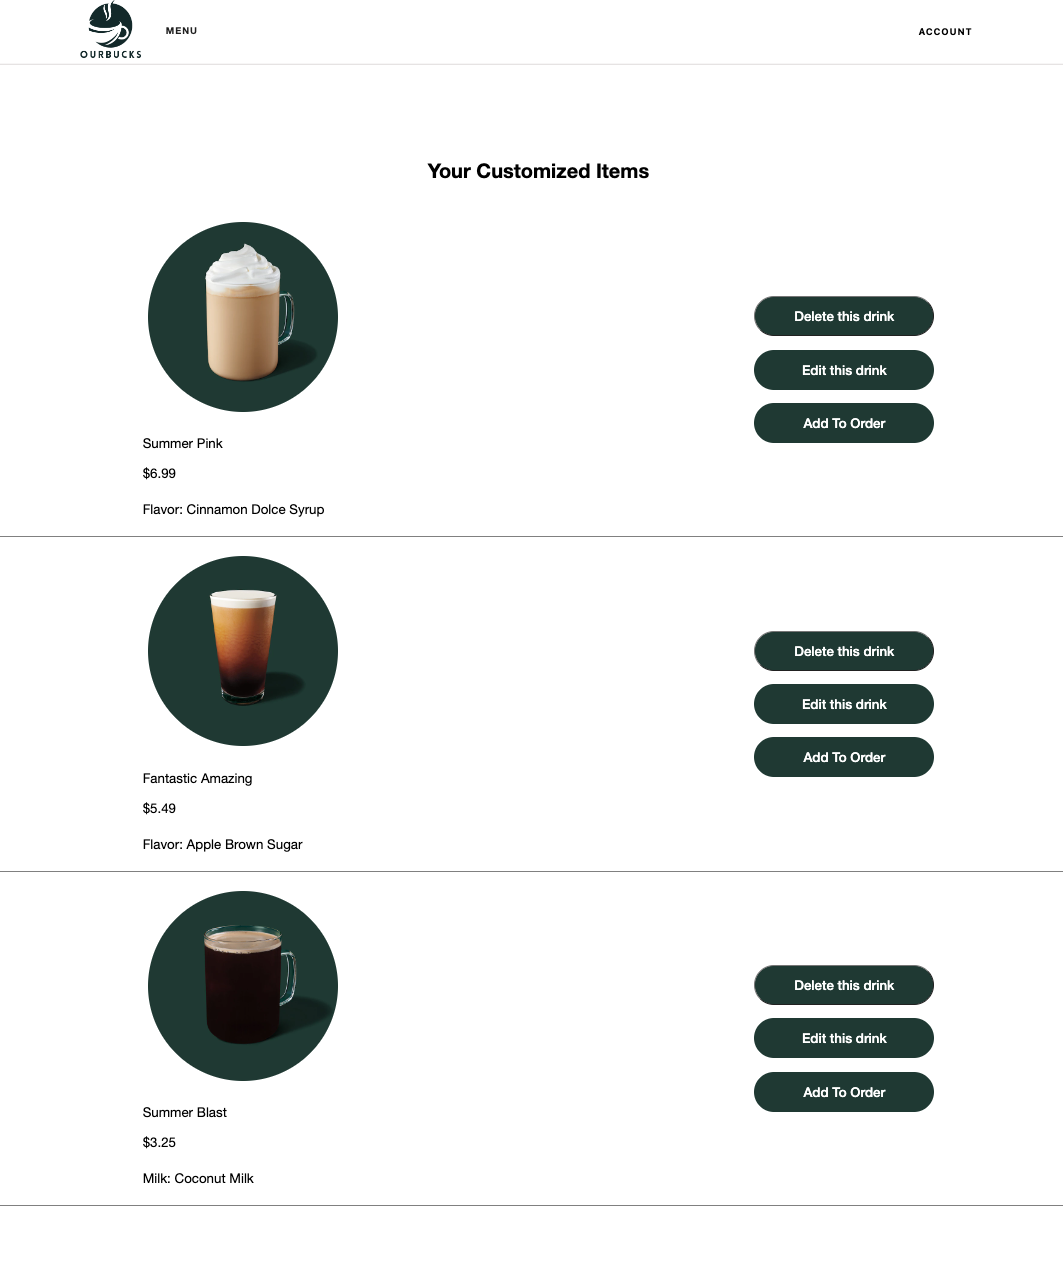 OURBUCKS
MENU
ACCOUNT
Your Customized Items
Delete this drink
Edit this drink
Add To Order
Summer Pink
$6.99
Flavor: Cinnamon Dolce Syrup
Delete this drink
Edit this drink
Add To Order
Fantastic Amazing
$5.49
Flavor: Apple Brown Sugar
Delete this drink
Edit this drink
Add To Order
Summer Blast
$3.25
Milk: Coconut Milk